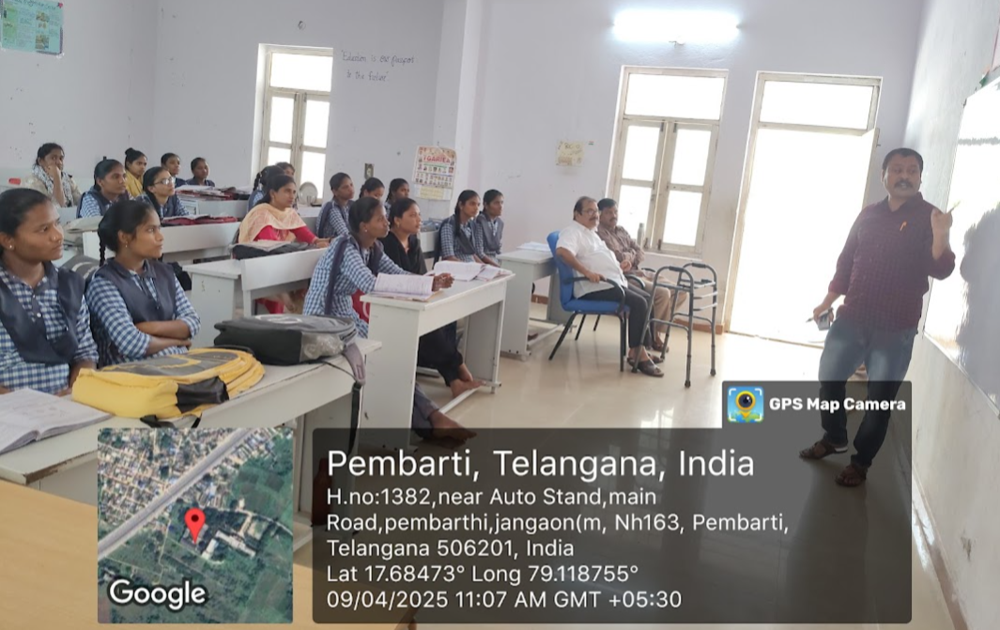 Education is the passport
to the future
GPS Map Camera
Pembarti, Telangana, India
H.no:1382,near Auto Stand,main
Road,pembarthi,jangaon(m, Nh163, Pembarti,
Telangana 506201, India
Lat 17.68473° Long 79.118755°
09/04/2025 11:07 AM GMT +05:30
Google